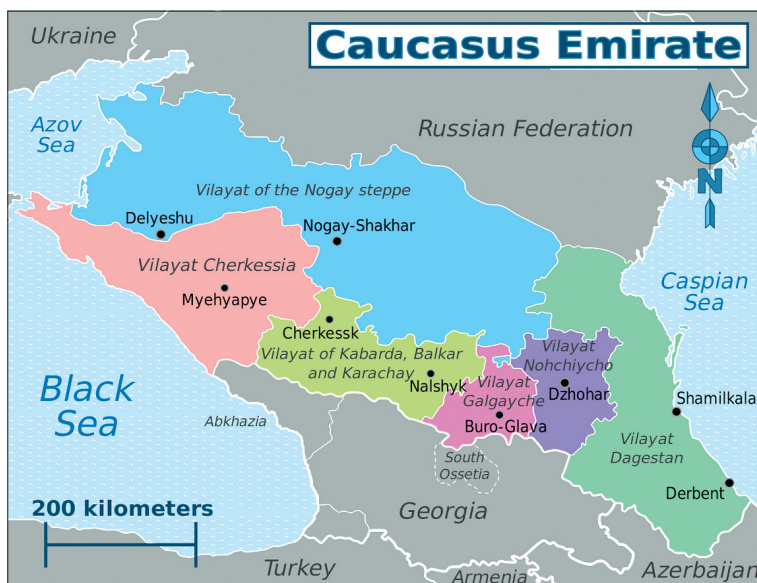 Ukraine
Caucasus Emirate
Azov
Sea
Russian Federation
N
Vilayat of the Nogay steppe
Delyeshu
Nogay-Shakhar
Vilayat Cherkessia
Myehyapye
Caspian
Sea
Cherkessk
Vilayat of Kabarda, Balkar
and Karachay
Nalshyk
Vilayat
Nohchiycho
Dzhohar
Vilayat
Galgayche
Buro-Glava
Black
Sea
Abkhazia
Shamilkala
Vilayat
Dagestan
South
Ossetia
Derbent
200 kilometers
Georgia
Turkey
Armenia
Azerbaijan